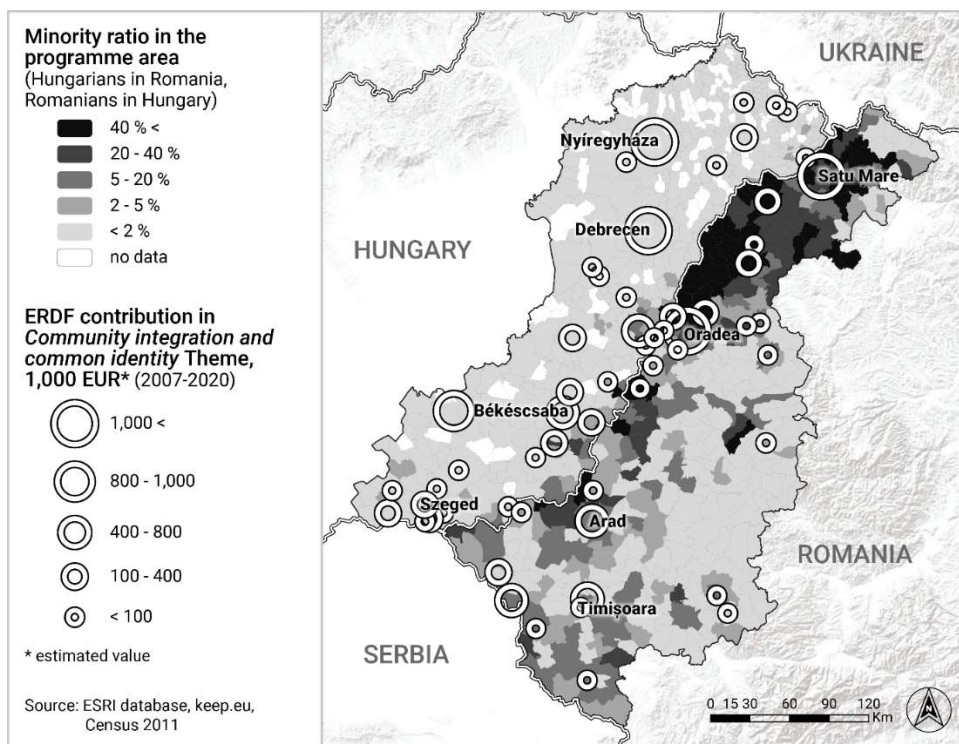 Minority ratio in the
programme area
(Hungarians in Romania,
Romanians in Hungary)
40 % <
20 - 40 %
5 - 20 %
2 - 5 %
< 2 %
no data
ERDF contribution in
Community integration and
common identity Theme,
1,000 EUR* (2007-2020)
1,000 <
800 - 1,000
400 - 800
100 - 400
< 100
* estimated value
Source: ESRI database, keep.eu,
Census 2011
UKRAINE
Nyíregyháza
Satu Mare
Debrecen
HUNGARY
Oradea
Békéscsaba
Szeged
Arad
ROMANIA
Timișoara
SERBIA
0 15 30 60 90 120
Km
N